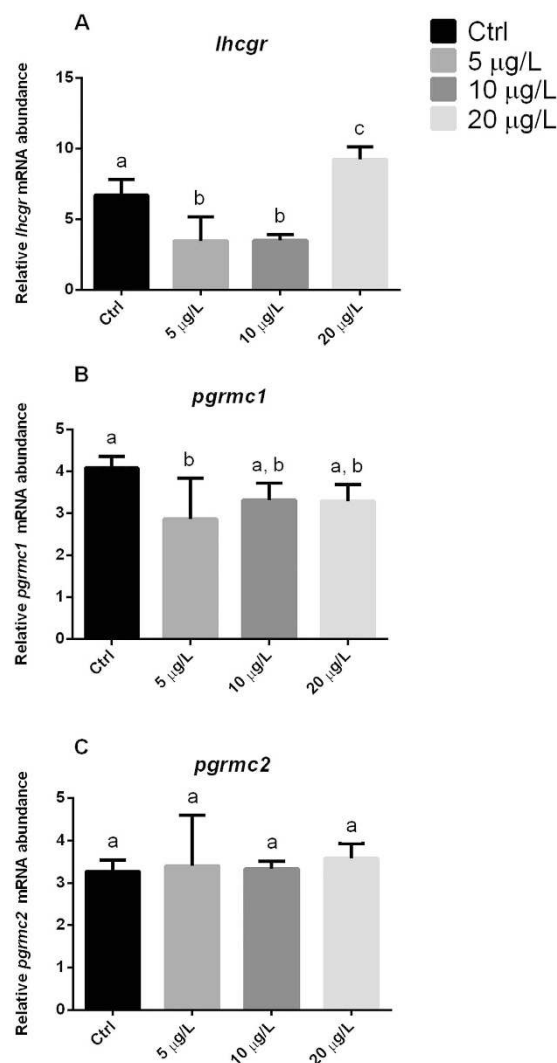 A
lhcgr
Ctrl
5 µg/L
10 µg/L
20 µg/L
Relative lhcgr mRNA abundance
15
10
5
0
a
b
b
c
Ctrl
5 µg/L
10 µg/L
20 µg/L
B
pgrmc1
Relative pgrmc1 mRNA abundance
5
4
3
2
1
0
a
b
a, b
a, b
Ctrl
5 µg/L
10 µg/L
20 µg/L
C
pgrmc2
Relative pgrmc2 mRNA abundance
5
4
3
2
1
0
a
a
a
a
Ctrl
5 µg/L
10 µg/L
20 µg/L